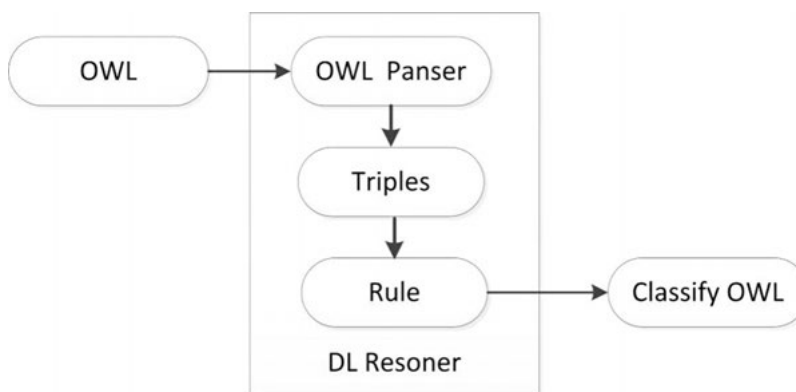 OWL
OWL Panser
Triples
Rule
Classify OWL
DL Resoner